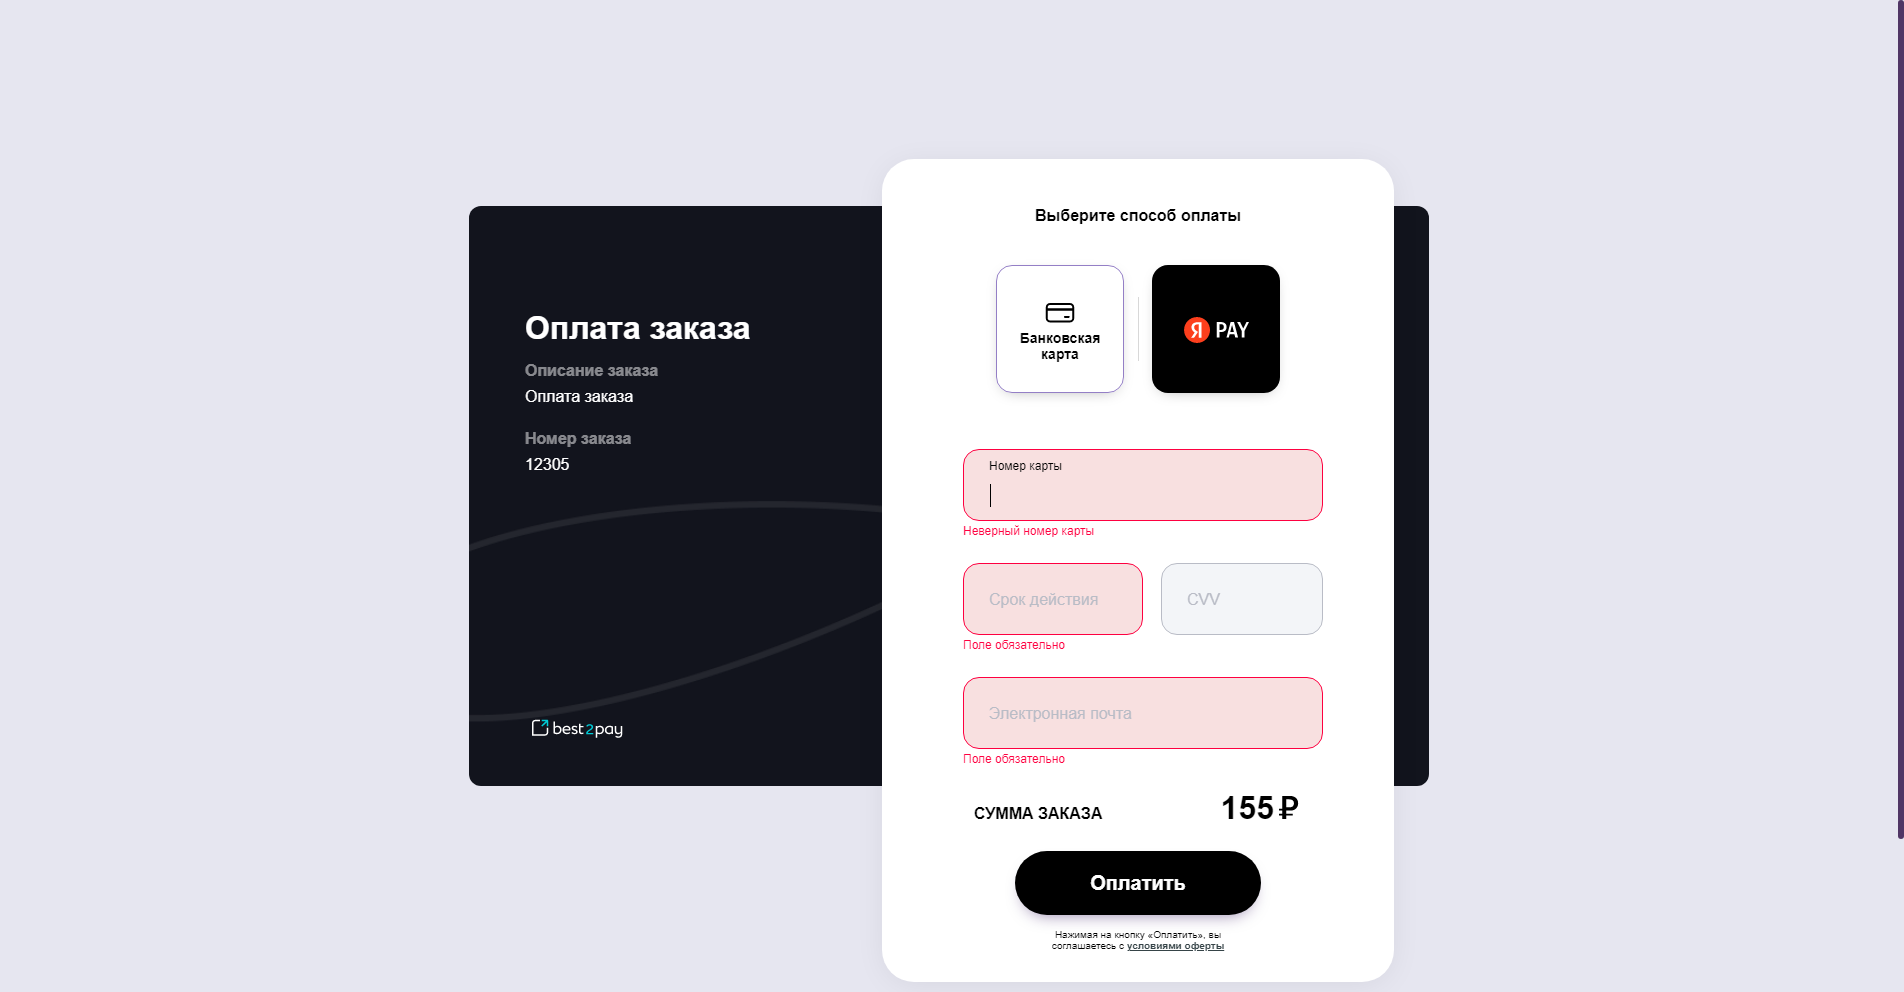 Оплата заказа
Описание заказа
Оплата заказа
Номер заказа
12305
best2pay
Выберите способ оплаты
Банковская
карта
Я PAY
Номер карты
Неверный номер карты
Срок действия
CVV
Поле обязательно
Электронная почта
Поле обязательно
СУММА ЗАКАЗА
155 ₽
Оплатить
Нажимая на кнопку «Оплатить», вы
соглашаетесь с условиями оферты